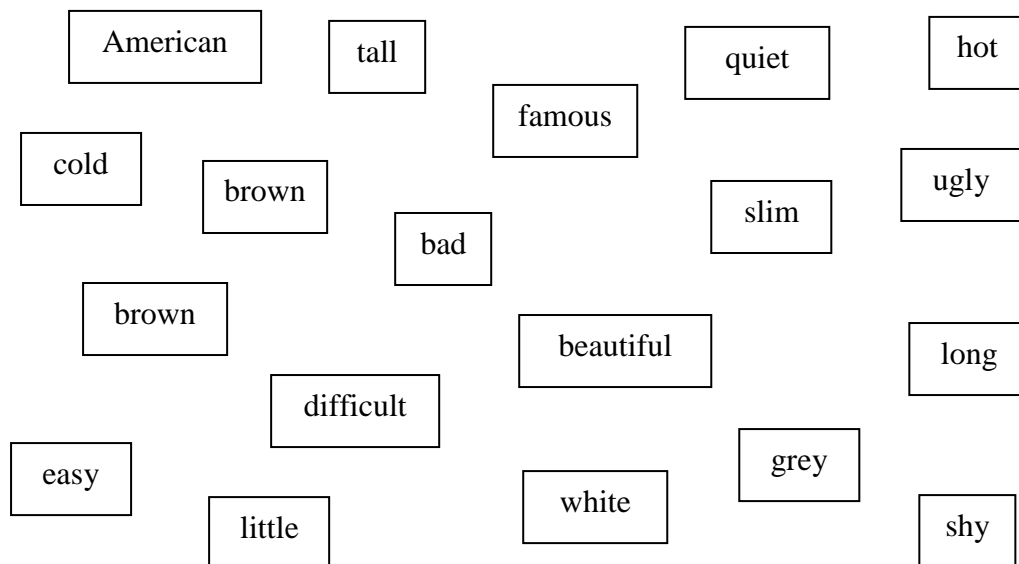 American
tall
quiet
hot
famous
cold
brown
slim
ugly
bad
brown
beautiful
long
difficult
easy
grey
little
white
shy